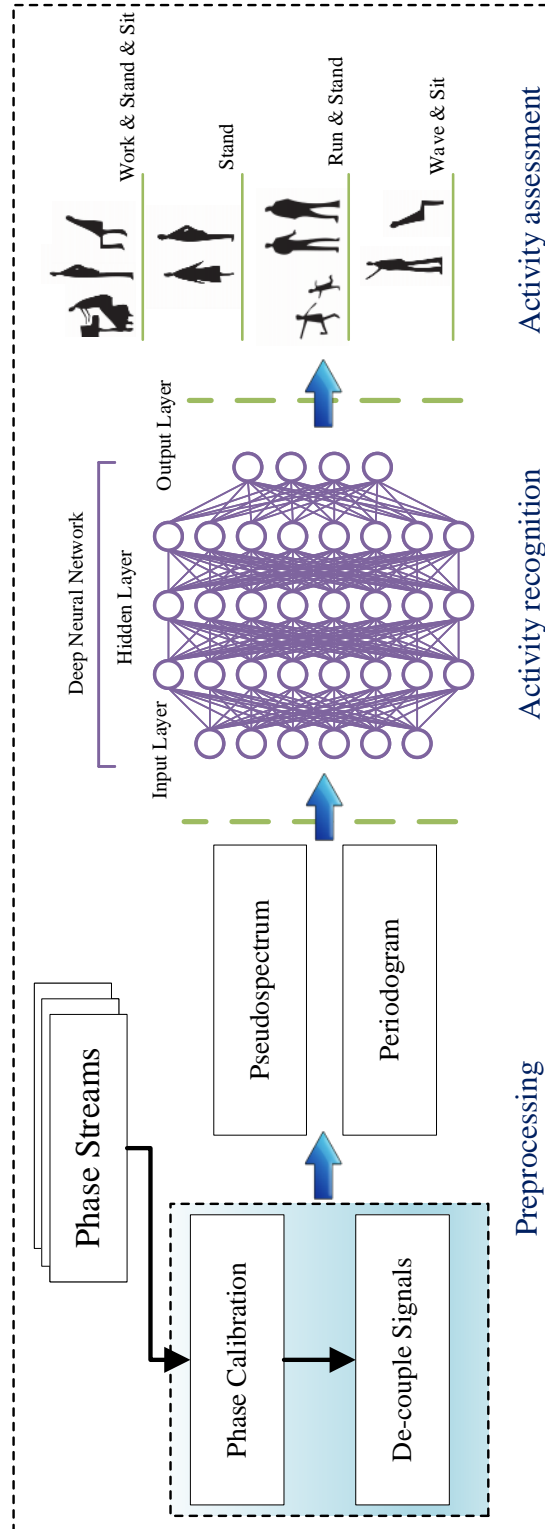 Phase Streams
Phase Calibration
De-couple Signals
Pseudospectrum
Periodogram
Preprocessing
Deep Neural Network
Input Layer
Hidden Layer
Output Layer
Activity recognition
Work & Stand & Sit
Stand
Run & Stand
Wave & Sit
Activity assessment